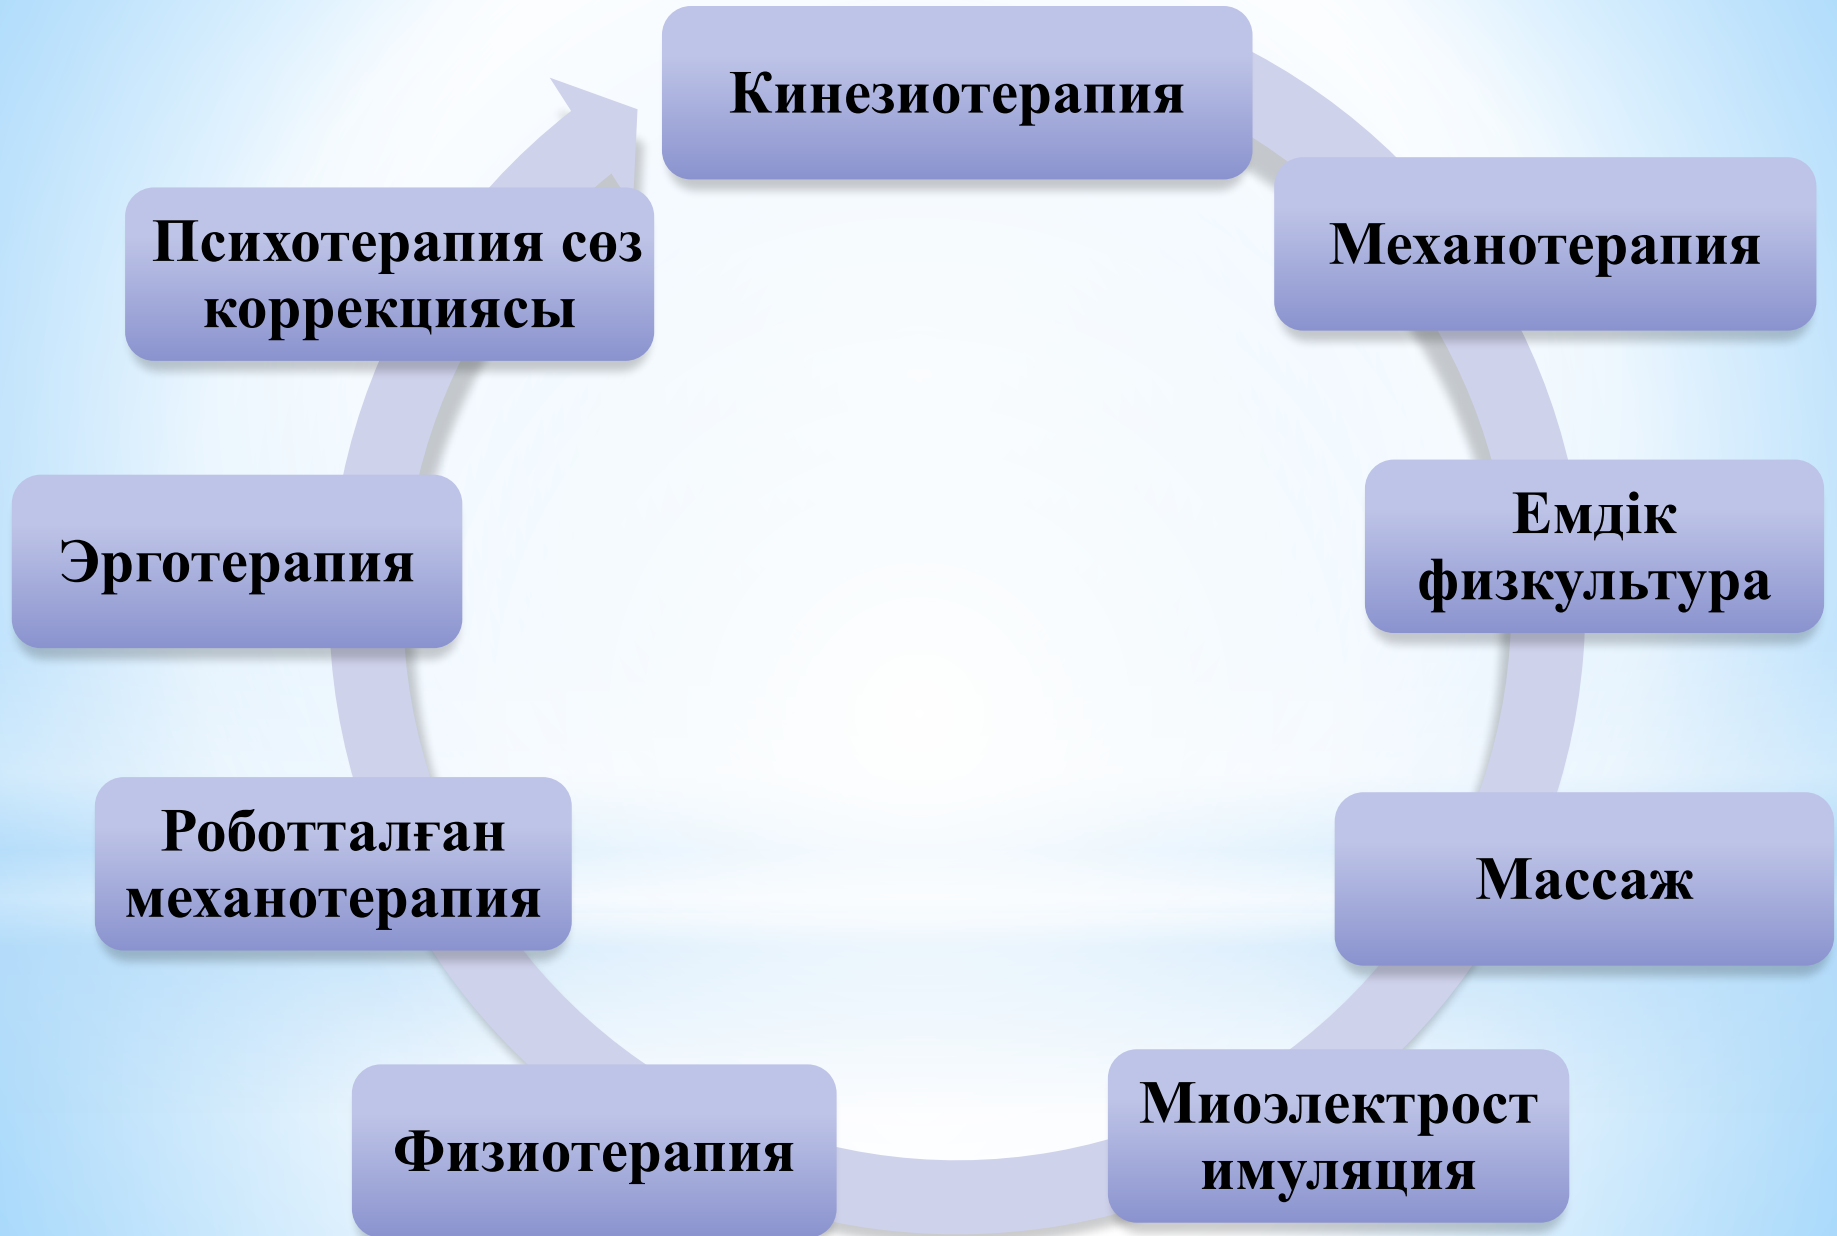 Кинезиотерапия
Механотерапия
Емдік
физкультура
Массаж
Миоэлектрост
имуляция
Физиотерапия
Роботталған
механотерапия
Эрготерапия
Психотерапия сөз
коррекциясы